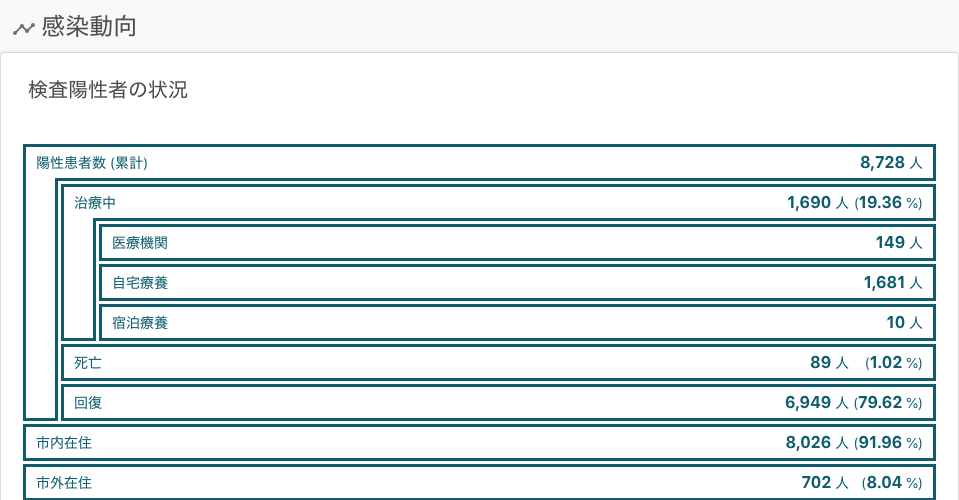 感染動向
検査陽性者の状況
陽性患者数 (累計) 8,728 人
治療中 1,690 人 (19.36 %)
医療機関 149 人
自宅療養 1,681 人
宿泊療養 10 人
死亡 89 人 (1.02 %)
回復 6,949 人 (79.62 %)
市内在住 8,026 人 (91.96 %)
市外在住 702 人 (8.04 %)